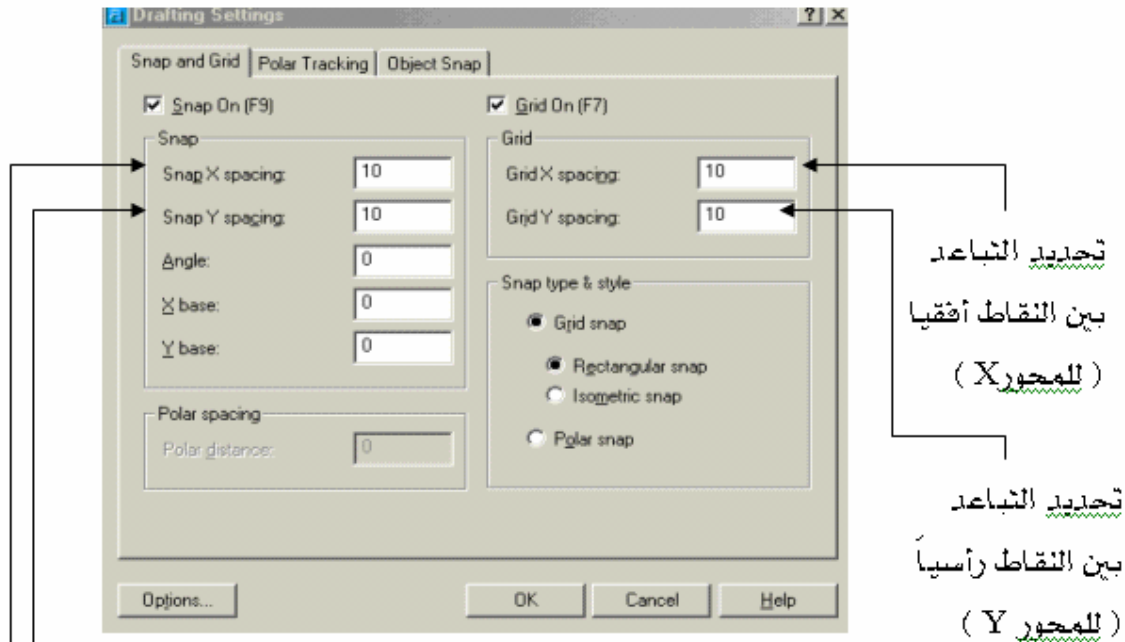 Drafting Settings
Snap and Grid
Polar Tracking
Object Snap
Snap On (F9)
Snap
Snap X spacing:
10
Snap Y spacing:
10
Angle:
0
X base:
0
Y base:
0
Polar spacing
Polar distance:
0
Grid On (F7)
Grid
Grid X spacing:
10
Grid Y spacing:
10
Snap type & style
Grid snap
Rectangular snap
Isometric snap
Polar snap
Options...
OK
Cancel
Help
تحديد التباعد
بين النقاط أفقيا
( للمحورX )
تحديد التباعد
بين النقاط رأسياً
( للمحور Y )